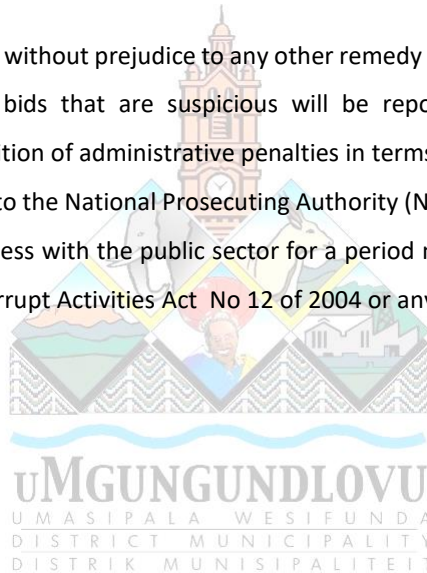 without prejudice to any other remedy
bids that are suspicious will be repo
ition of administrative penalties in terms
to the National Prosecuting Authority (N
ess with the public sector for a period r
rrupt Activities Act No 12 of 2004 or any
uMGUNGUNDLOVU
UMASIPALA WESIFUNDA
DISTRICT MUNICIPALITY
DISTRIK MUNISIPALITEIT